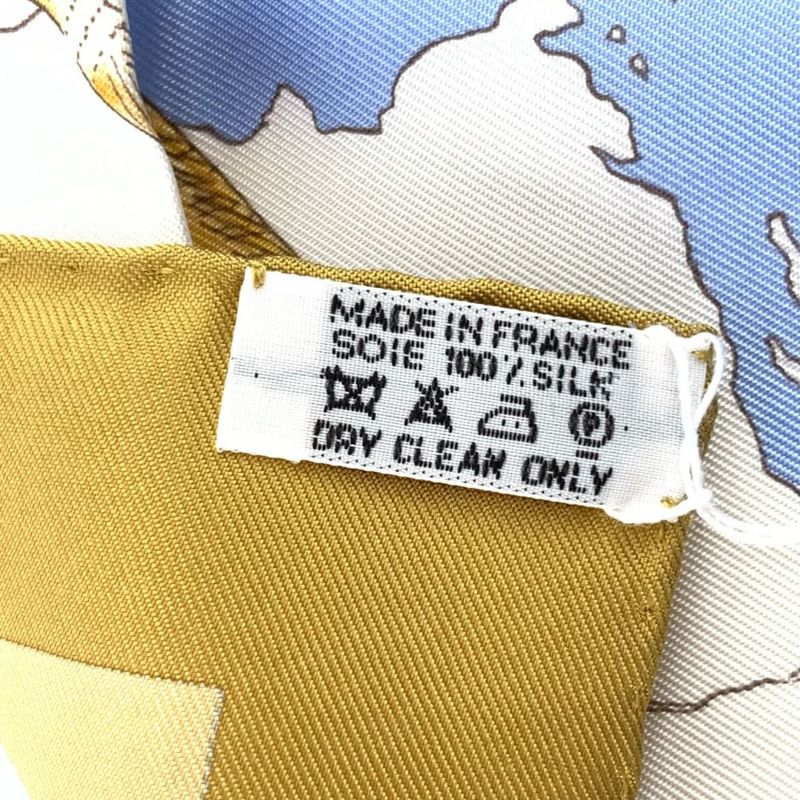 MADE IN FRANCE
SOIE 100% SILK
P
DRY CLEAN ONLY